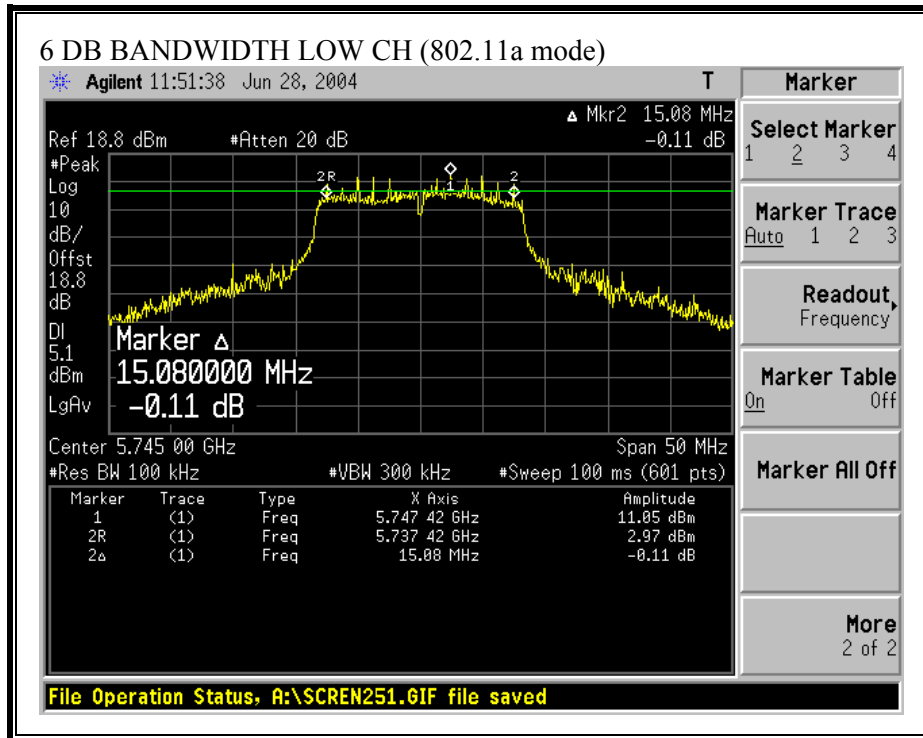 6 DB BANDWIDTH LOW CH (802.11a mode)
Agilent 11:51:38 Jun 28, 2004 T
Δ Mkr2 15.08 MHz
Ref 18.8 dBm #Atten 20 dB -0.11 dB
#Peak
Log
10
dB/
Offst
18.8
dB
DI
5.1
dBm
LgAv
2R
1
2
Marker Δ
15.080000 MHz
-0.11 dB
Center 5.745 00 GHz Span 50 MHz
#Res BW 100 kHz #VBW 300 kHz #Sweep 100 ms (601 pts)
Marker Trace Type X Axis Amplitude
1 (1) Freq 5.747 42 GHz 11.05 dBm
2R (1) Freq 5.737 42 GHz 2.97 dBm
2Δ (1) Freq 15.08 MHz -0.11 dB
Marker
Select Marker
1 2 3 4
Marker Trace
Auto 1 2 3
Readout
Frequency
Marker Table
On Off
Marker All Off
More
2 of 2
File Operation Status, A:\SCREN251.GIF file saved